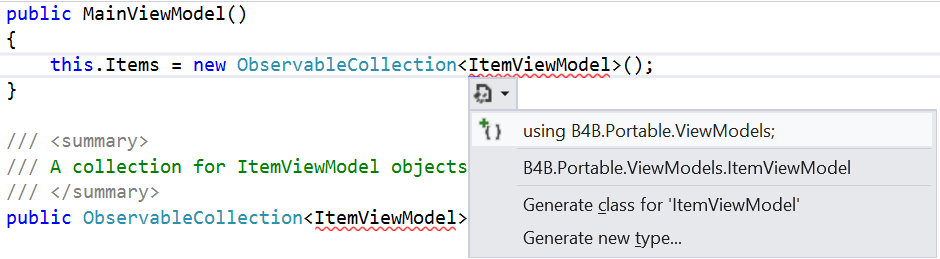 public MainViewModel()
{
this.Items = new ObservableCollection<ItemViewModel>();
}
using B4B.Portable.ViewModels;
B4B.Portable.ViewModels.ItemViewModel
Generate class for 'ItemViewModel'
Generate new type...
/// <summary>
/// A collection for ItemViewModel objects
/// </summary>
public ObservableCollection<ItemViewModel>